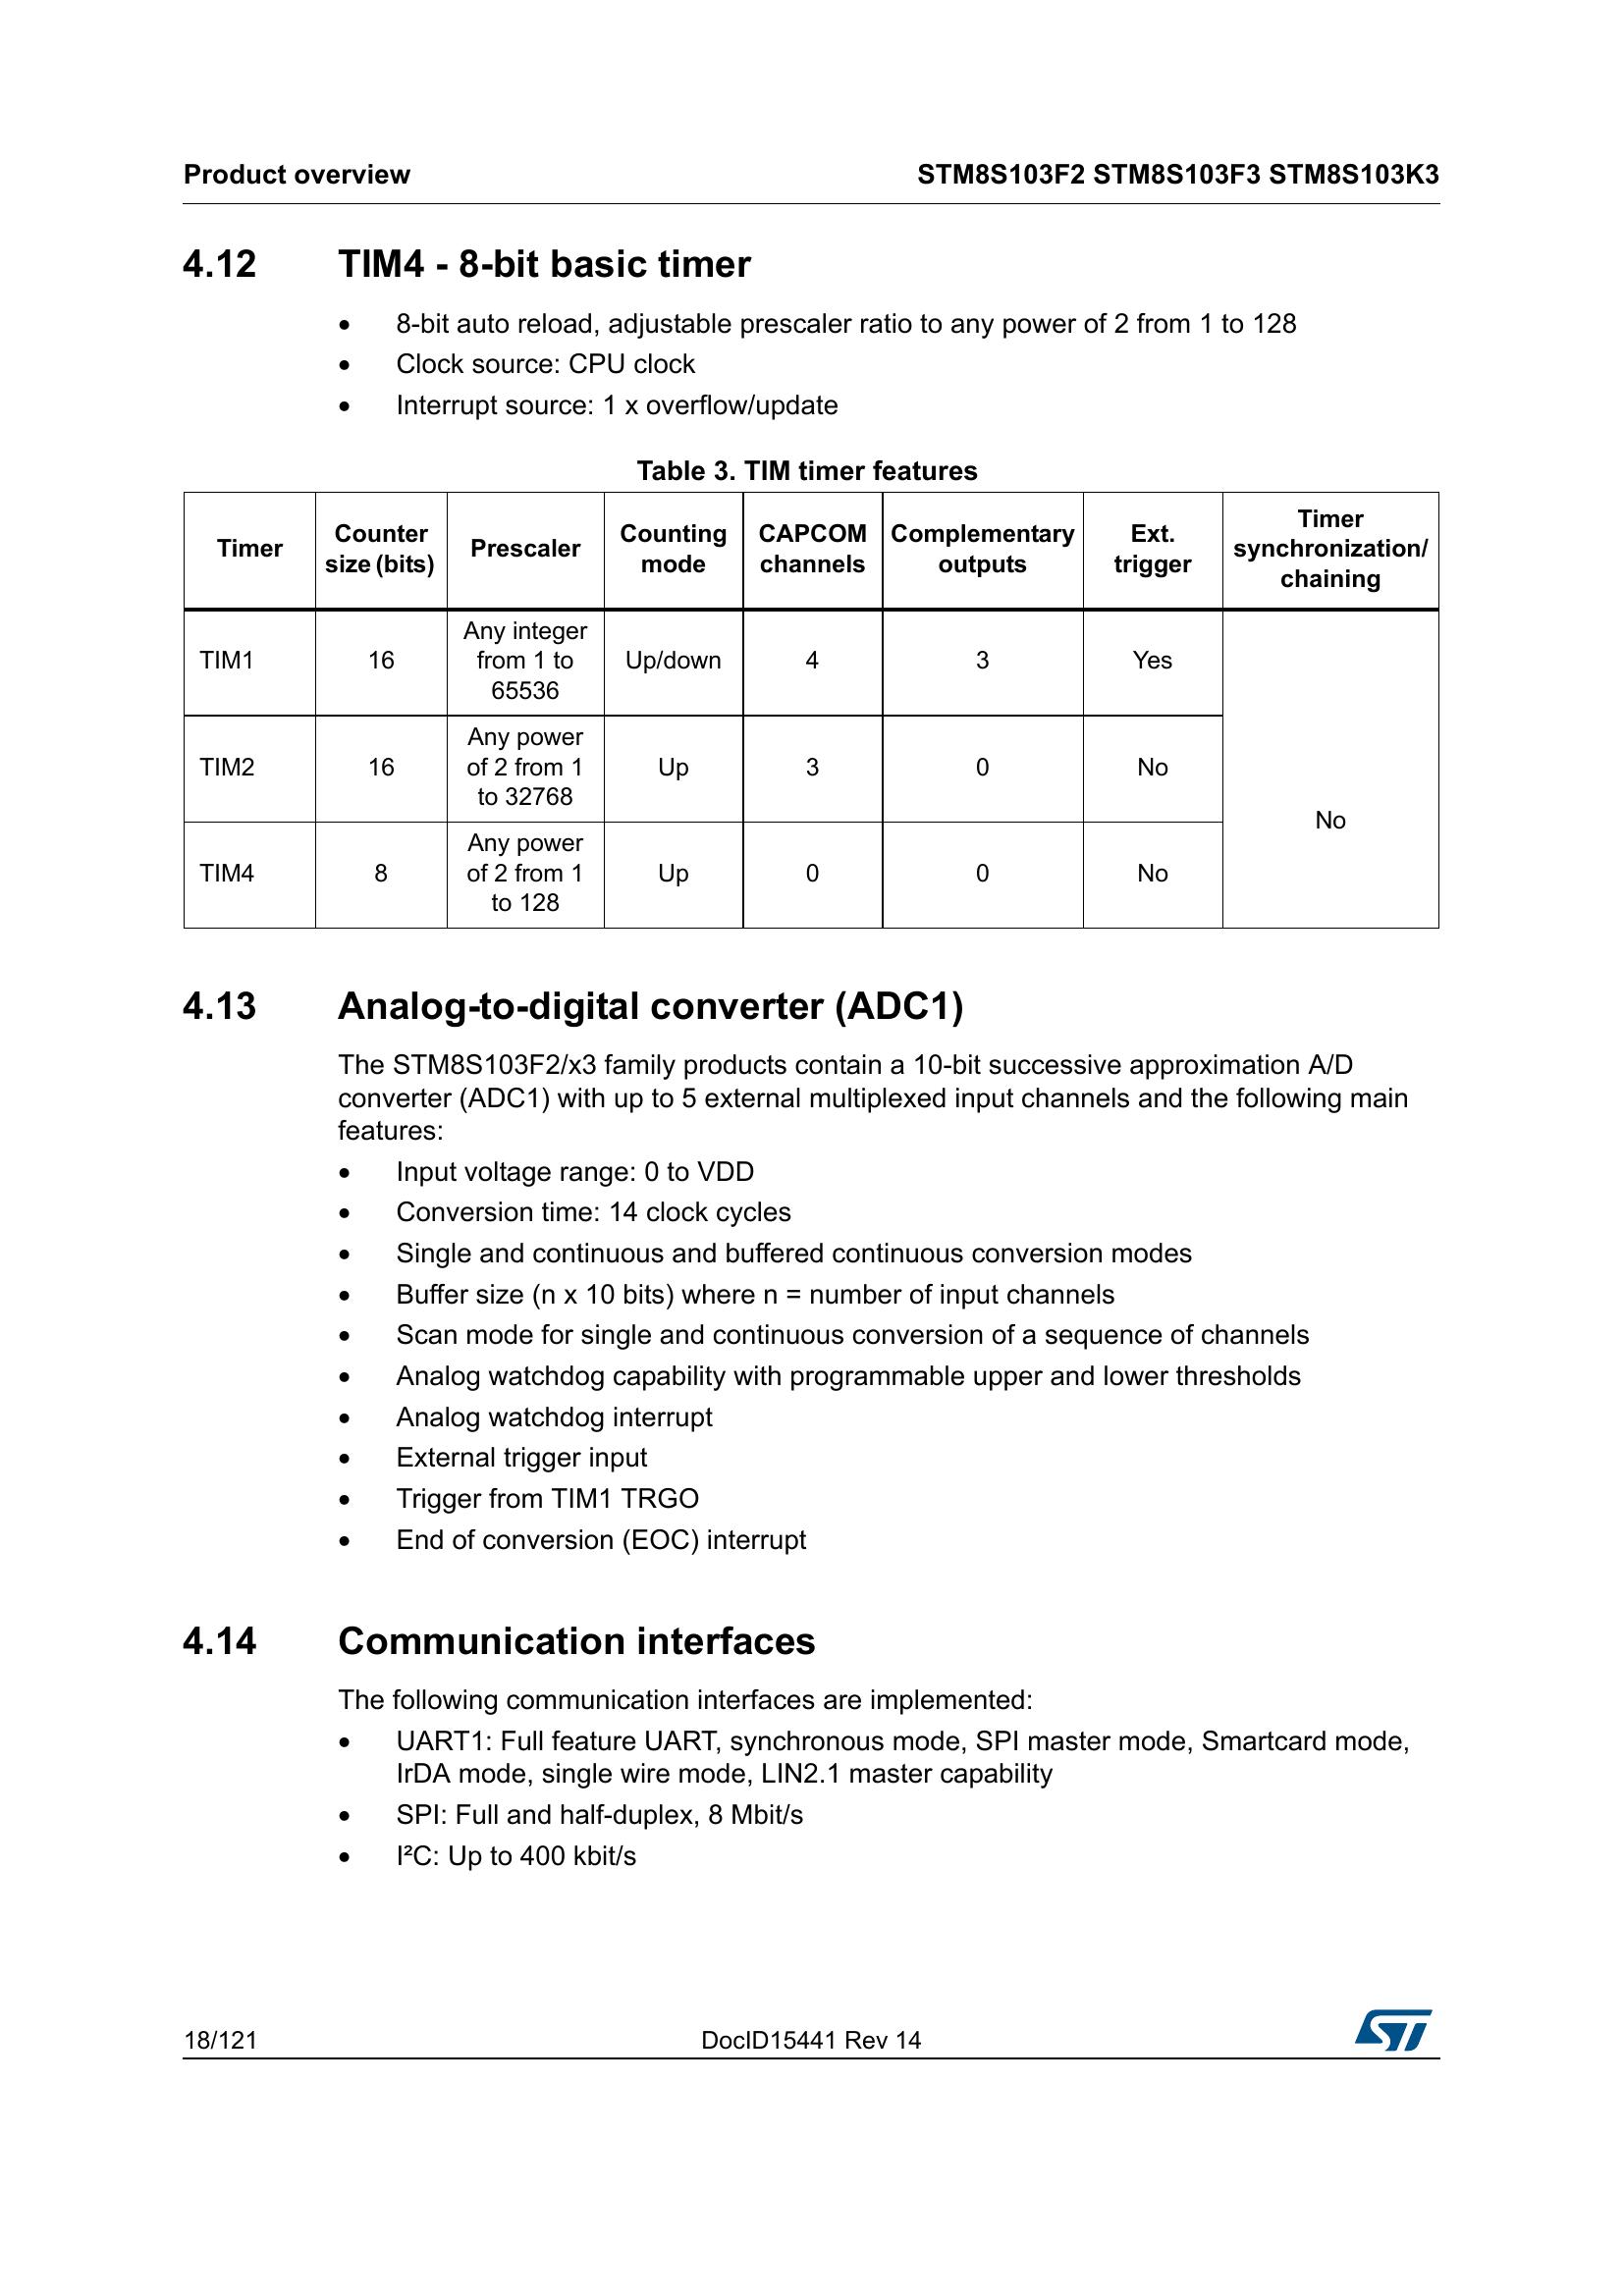 Product overview STM8S103F2 STM8S103F3 STM8S103K3
4.12 TIM4 - 8-bit basic timer
• 8-bit auto reload, adjustable prescaler ratio to any power of 2 from 1 to 128
• Clock source: CPU clock
• Interrupt source: 1 x overflow/update
Table 3. TIM timer features
Timer
Counter
size (bits)
Prescaler
Counting
mode
CAPCOM
channels
Complementary
outputs
Ext.
trigger
Timer
synchronization/
chaining
TIM1
16
Any integer
from 1 to
65536
Up/down
4
3
Yes
No
TIM2
16
Any power
of 2 from 1
to 32768
Up
3
0
No
TIM4
8
Any power
of 2 from 1
to 128
Up
0
0
No
4.13 Analog-to-digital converter (ADC1)
The STM8S103F2/x3 family products contain a 10-bit successive approximation A/D
converter (ADC1) with up to 5 external multiplexed input channels and the following main
features:
• Input voltage range: 0 to VDD
• Conversion time: 14 clock cycles
• Single and continuous and buffered continuous conversion modes
• Buffer size (n x 10 bits) where n = number of input channels
• Scan mode for single and continuous conversion of a sequence of channels
• Analog watchdog capability with programmable upper and lower thresholds
• Analog watchdog interrupt
• External trigger input
• Trigger from TIM1 TRGO
• End of conversion (EOC) interrupt
4.14 Communication interfaces
The following communication interfaces are implemented:
• UART1: Full feature UART, synchronous mode, SPI master mode, Smartcard mode,
IrDA mode, single wire mode, LIN2.1 master capability
• SPI: Full and half-duplex, 8 Mbit/s
• I²C: Up to 400 kbit/s
18/121 DocID15441 Rev 14 ST